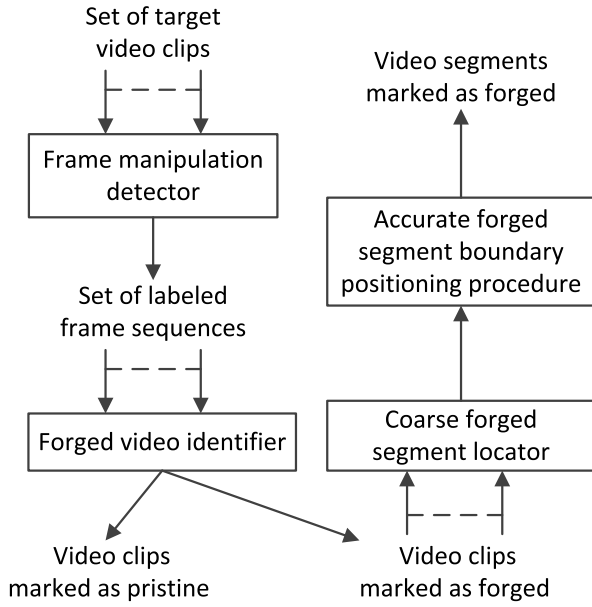 Set of target
video clips
Frame manipulation
detector
Set of labeled
frame sequences
Forged video identifier
Video clips
marked as pristine
Video clips
marked as forged
Coarse forged
segment locator
Accurate forged
segment boundary
positioning procedure
Video segments
marked as forged